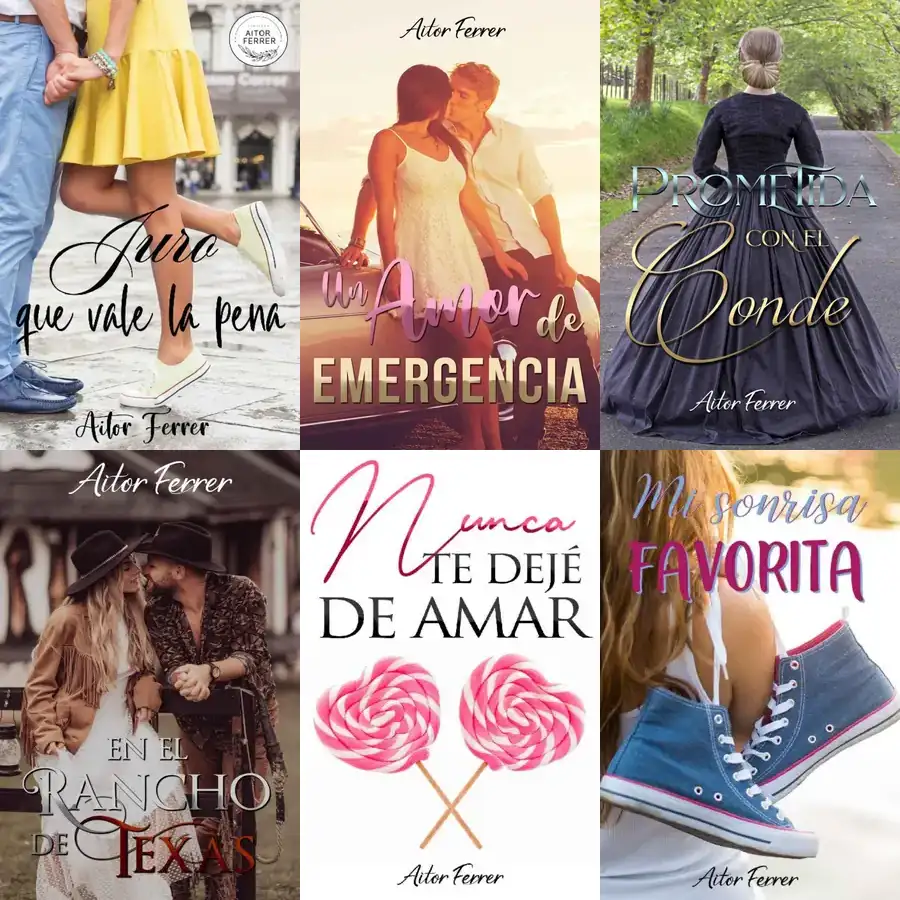 AITOR
FERRER
Juro
que vale la pena
Aitor Ferrer
Aitor Ferrer
Un Amor de
EMERGENCIA
PROMETIDA
CON EL
Conde
Aitor Ferrer
Aitor Ferrer
EN EL
RANCHO
DE TEXAS
Nunca
TE DEJÉ
DE AMAR
Aitor Ferrer
Mi sonrisa
FAVORITA
Aitor Ferrer